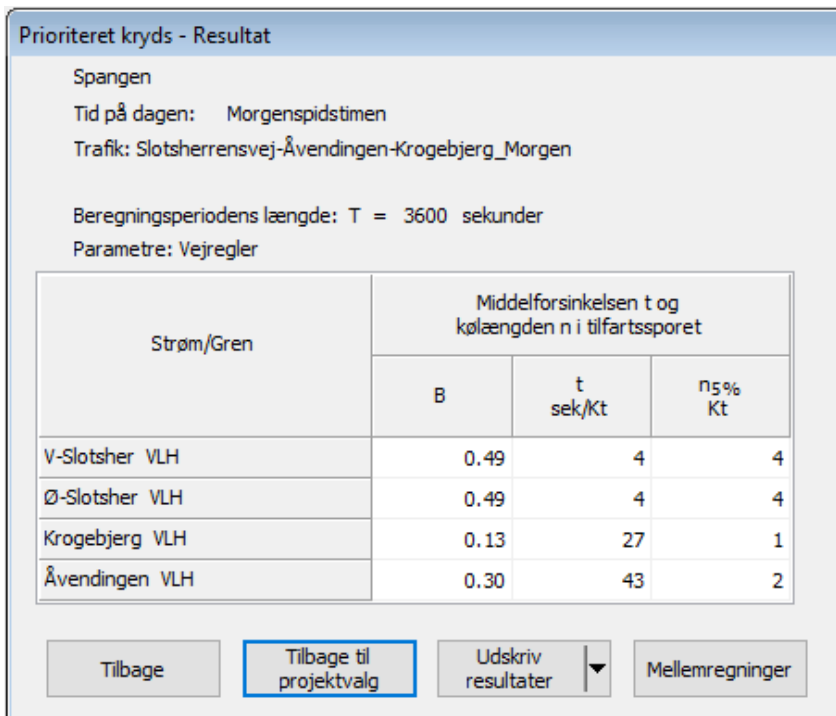 Prioriteret kryds - Resultat
Spangen
Tid på dagen: Morgenspidstimen
Trafik: Slotsherrensvej-Åvendingen-Krogebjerg_Morgen
Beregningsperiodens længde: T = 3600 sekunder
Parametre: Vejregler
Strøm/Gren
Middelforsinkelsen t og
kølængden n i tilfartssporet
B
t
sek/Kt
n5%
Kt
V-Slotsher VLH 0.49 4 4
Ø-Slotsher VLH 0.49 4 4
Krogebjerg VLH 0.13 27 1
Åvendingen VLH 0.30 43 2
Tilbage
Tilbage til
projektvalg
Udskriv
resultater
Mellemregninger